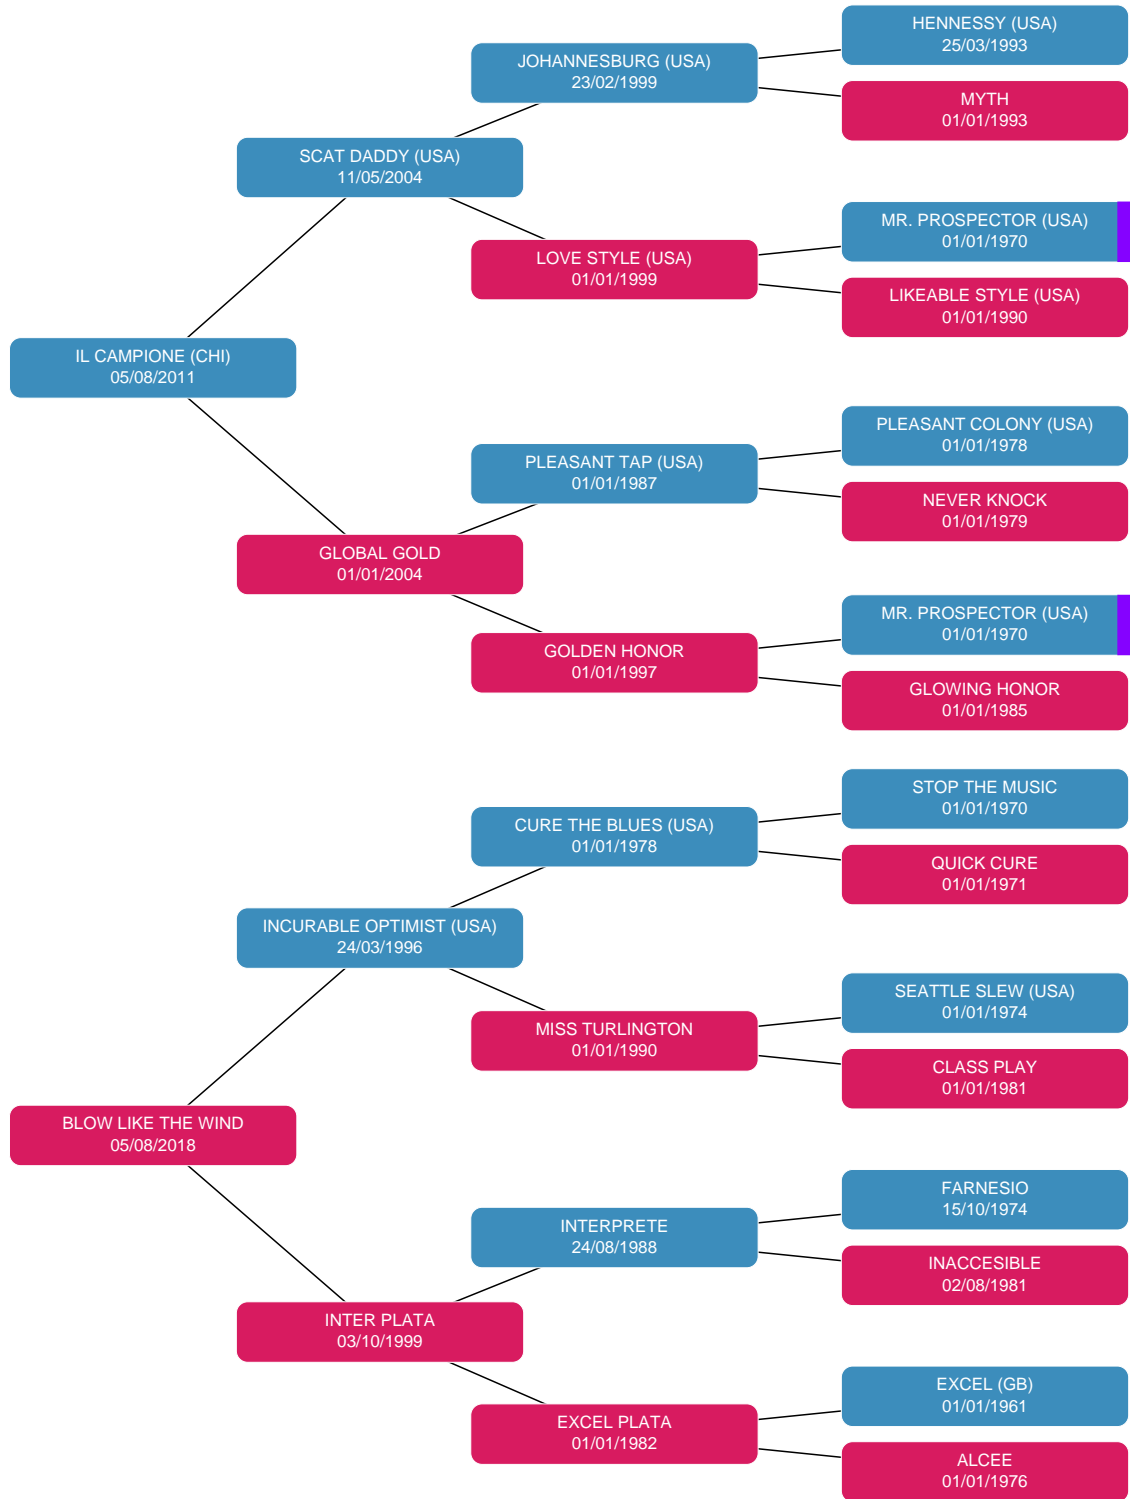 HENNESSY (USA)
25/03/1993
JOHANNESBURG (USA)
23/02/1999
MYTH
01/01/1993
SCAT DADDY (USA)
11/05/2004
MR. PROSPECTOR (USA)
01/01/1970
LOVE STYLE (USA)
01/01/1999
LIKEABLE STYLE (USA)
01/01/1990
IL CAMPIONE (CHI)
05/08/2011
PLEASANT COLONY (USA)
01/01/1978
PLEASANT TAP (USA)
01/01/1987
NEVER KNOCK
01/01/1979
GLOBAL GOLD
01/01/2004
MR. PROSPECTOR (USA)
01/01/1970
GOLDEN HONOR
01/01/1997
GLOWING HONOR
01/01/1985
STOP THE MUSIC
01/01/1970
CURE THE BLUES (USA)
01/01/1978
QUICK CURE
01/01/1971
INCURABLE OPTIMIST (USA)
24/03/1996
SEATTLE SLEW (USA)
01/01/1974
MISS TURLINGTON
01/01/1990
CLASS PLAY
01/01/1981
BLOW LIKE THE WIND
05/08/2018
FARNESIO
15/10/1974
INTERPRETE
24/08/1988
INACCESIBLE
02/08/1981
INTER PLATA
03/10/1999
EXCEL (GB)
01/01/1961
EXCEL PLATA
01/01/1982
ALCEE
01/01/1976